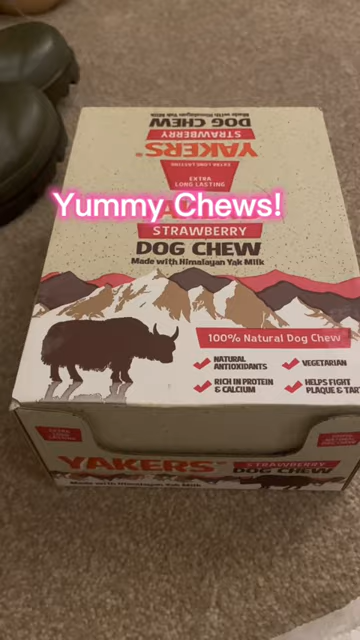 Made with Himalayan Yak Milk
DOG CHEW
STRAWBERRY
YAKERS®
EXTRA LONG LASTING
EXTRA
LONG LASTING
Yummy Chews!
STRAWBERRY
DOG CHEW
Made with Himalayan Yak Milk
100% Natural Dog Chew
NATURAL
ANTIOXIDANTS
VEGETARIAN
RICH IN PROTEIN
& CALCIUM
HELPS FIGHT
PLAQUE & TAR
EXTRA
LONG LASTING
YAKERS®
STRAWBERRY
DOG CHEW
Made with Himalayan Yak Milk